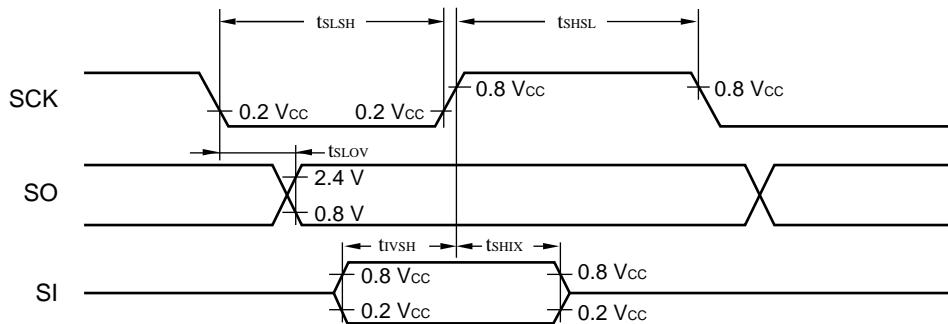 tSLSH tSHSL
SCK 0.2 VCC 0.2 VCC 0.8 VCC 0.8 VCC
tSLOV
SO 2.4 V
0.8 V
tIVSH tSHIX
SI 0.8 VCC 0.8 VCC
0.2 VCC 0.2 VCC